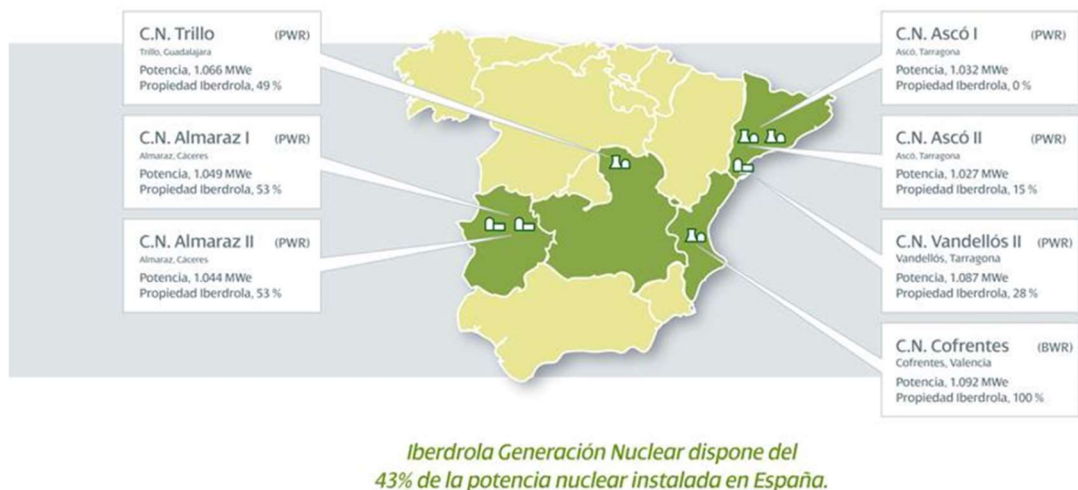 C.N. Trillo (PWR)
Trillo, Guadalajara
Potencia, 1.066 MWe
Propiedad Iberdrola, 49 %
C.N. Almaraz I (PWR)
Almaraz, Cáceres
Potencia, 1.049 MWe
Propiedad Iberdrola, 53 %
C.N. Almaraz II (PWR)
Almaraz, Cáceres
Potencia, 1.044 MWe
Propiedad Iberdrola, 53 %
C.N. Ascó I (PWR)
Ascó, Tarragona
Potencia, 1.032 MWe
Propiedad Iberdrola, 0 %
C.N. Ascó II (PWR)
Ascó, Tarragona
Potencia, 1.027 MWe
Propiedad Iberdrola, 15 %
C.N. Vandellós II (PWR)
Vandellós, Tarragona
Potencia, 1.087 MWe
Propiedad Iberdrola, 28 %
C.N. Cofrentes (BWR)
Cofrentes, Valencia
Potencia, 1.092 MWe
Propiedad Iberdrola, 100 %
Iberdrola Generación Nuclear dispone del
43% de la potencia nuclear instalada en España.